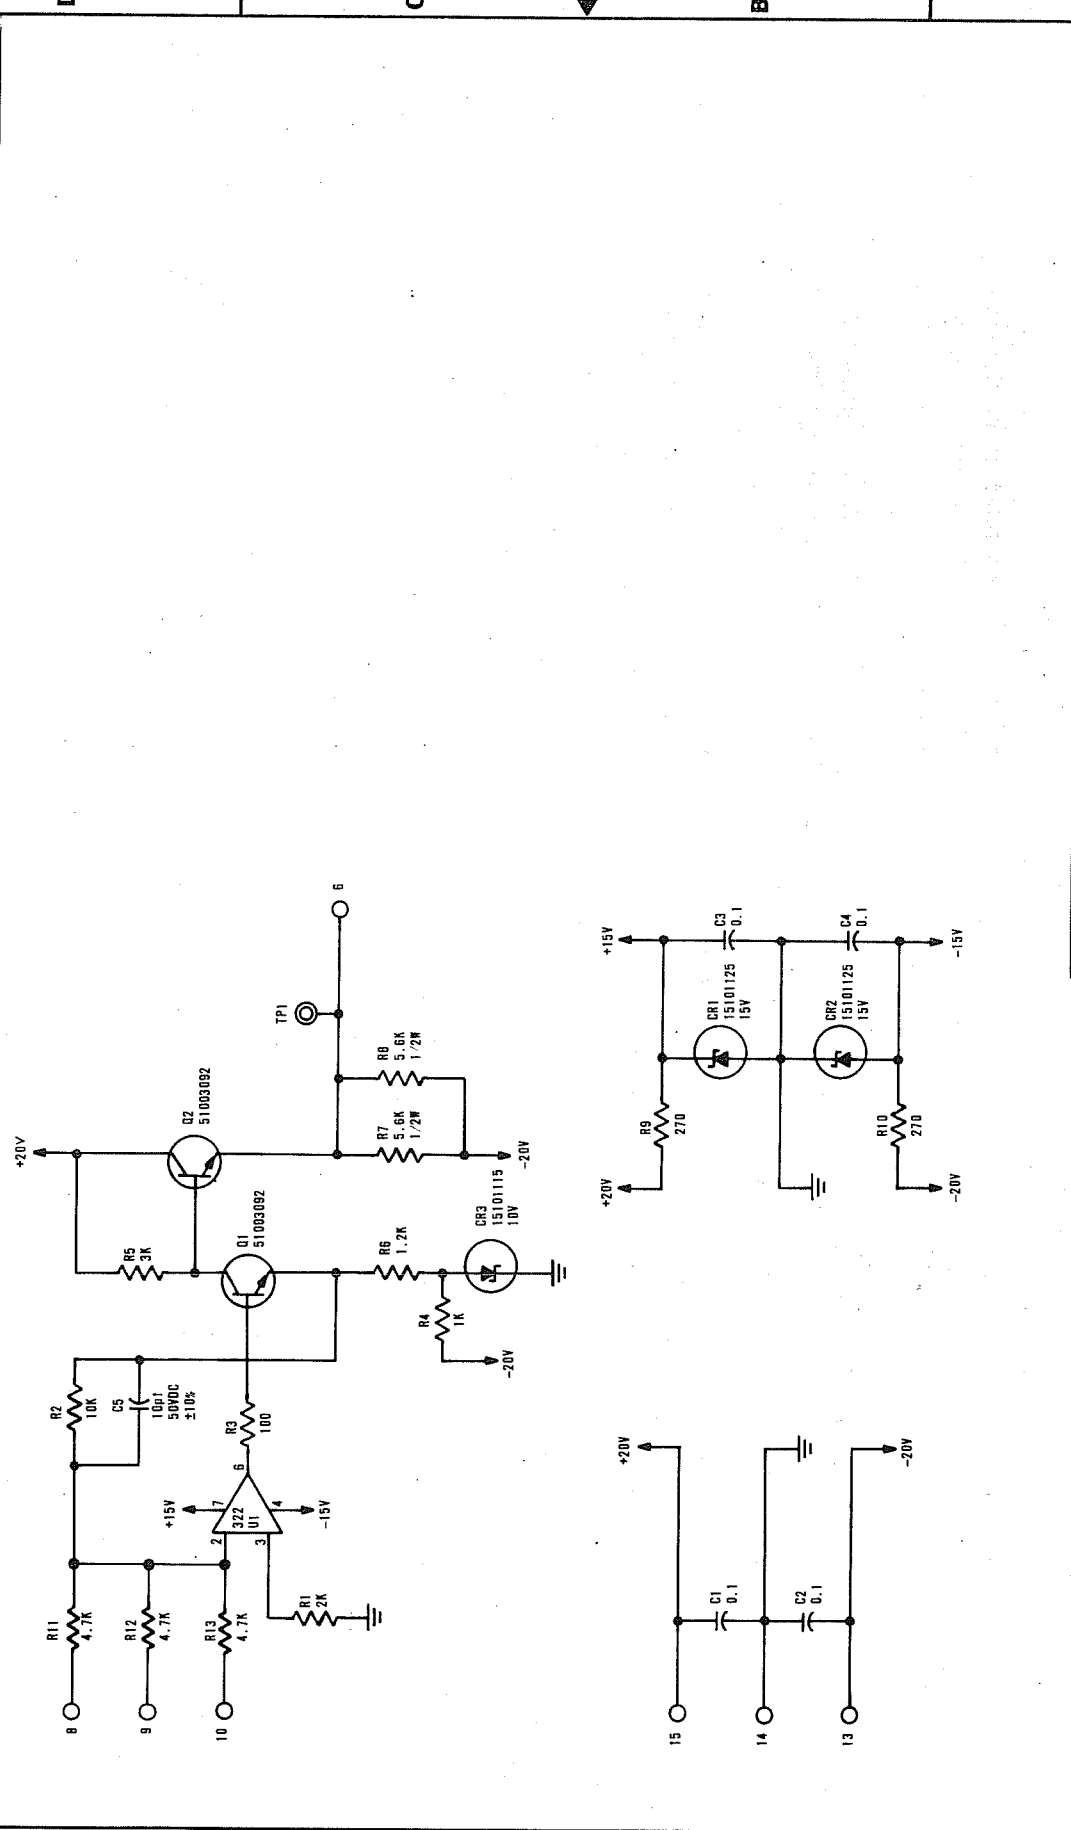 D
C
B
+20V
Q2
51003092
R5
3K
Q1
51003092
TP1
6
R8
5.6K
1/2W
R7
5.6K
1/2W
-20V
R6
1.2K
CR3
15101115
10V
R4
1K
-20V
R2
10K
C5
10pf
50VDC
±10%
R3
100
+15V
7
6
322
U1
2
3
4
-15V
R11
4.7K
8
R12
4.7K
9
R13
4.7K
10
R1
2K
+15V
C3
0.1
CR1
15101125
15V
C4
0.1
CR2
15101125
15V
-15V
R9
270
+20V
R10
270
-20V
+20V
-20V
C1
0.1
C2
0.1
15
14
13